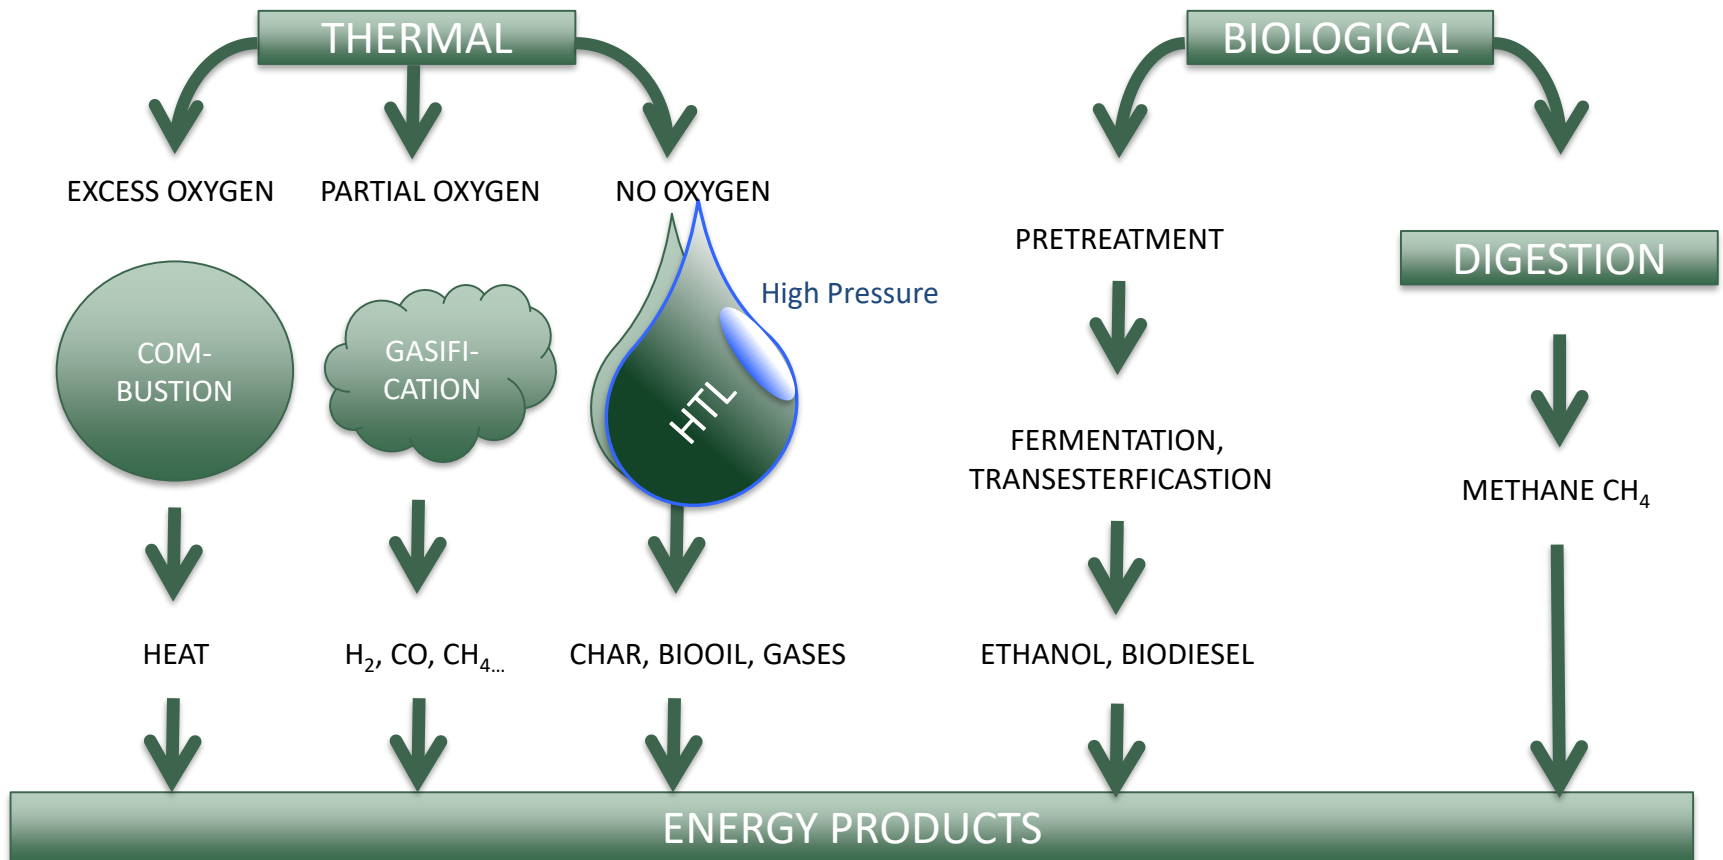 THERMAL
BIOLOGICAL
EXCESS OXYGEN
PARTIAL OXYGEN
NO OXYGEN
PRETREATMENT
DIGESTION
High Pressure
COM-
BUSTION
GASIFI-
CATION
HTL
FERMENTATION,
TRANSESTERFICASTION
METHANE CH₄
HEAT
H₂, CO, CH₄...
CHAR, BIOOIL, GASES
ETHANOL, BIODIESEL
ENERGY PRODUCTS